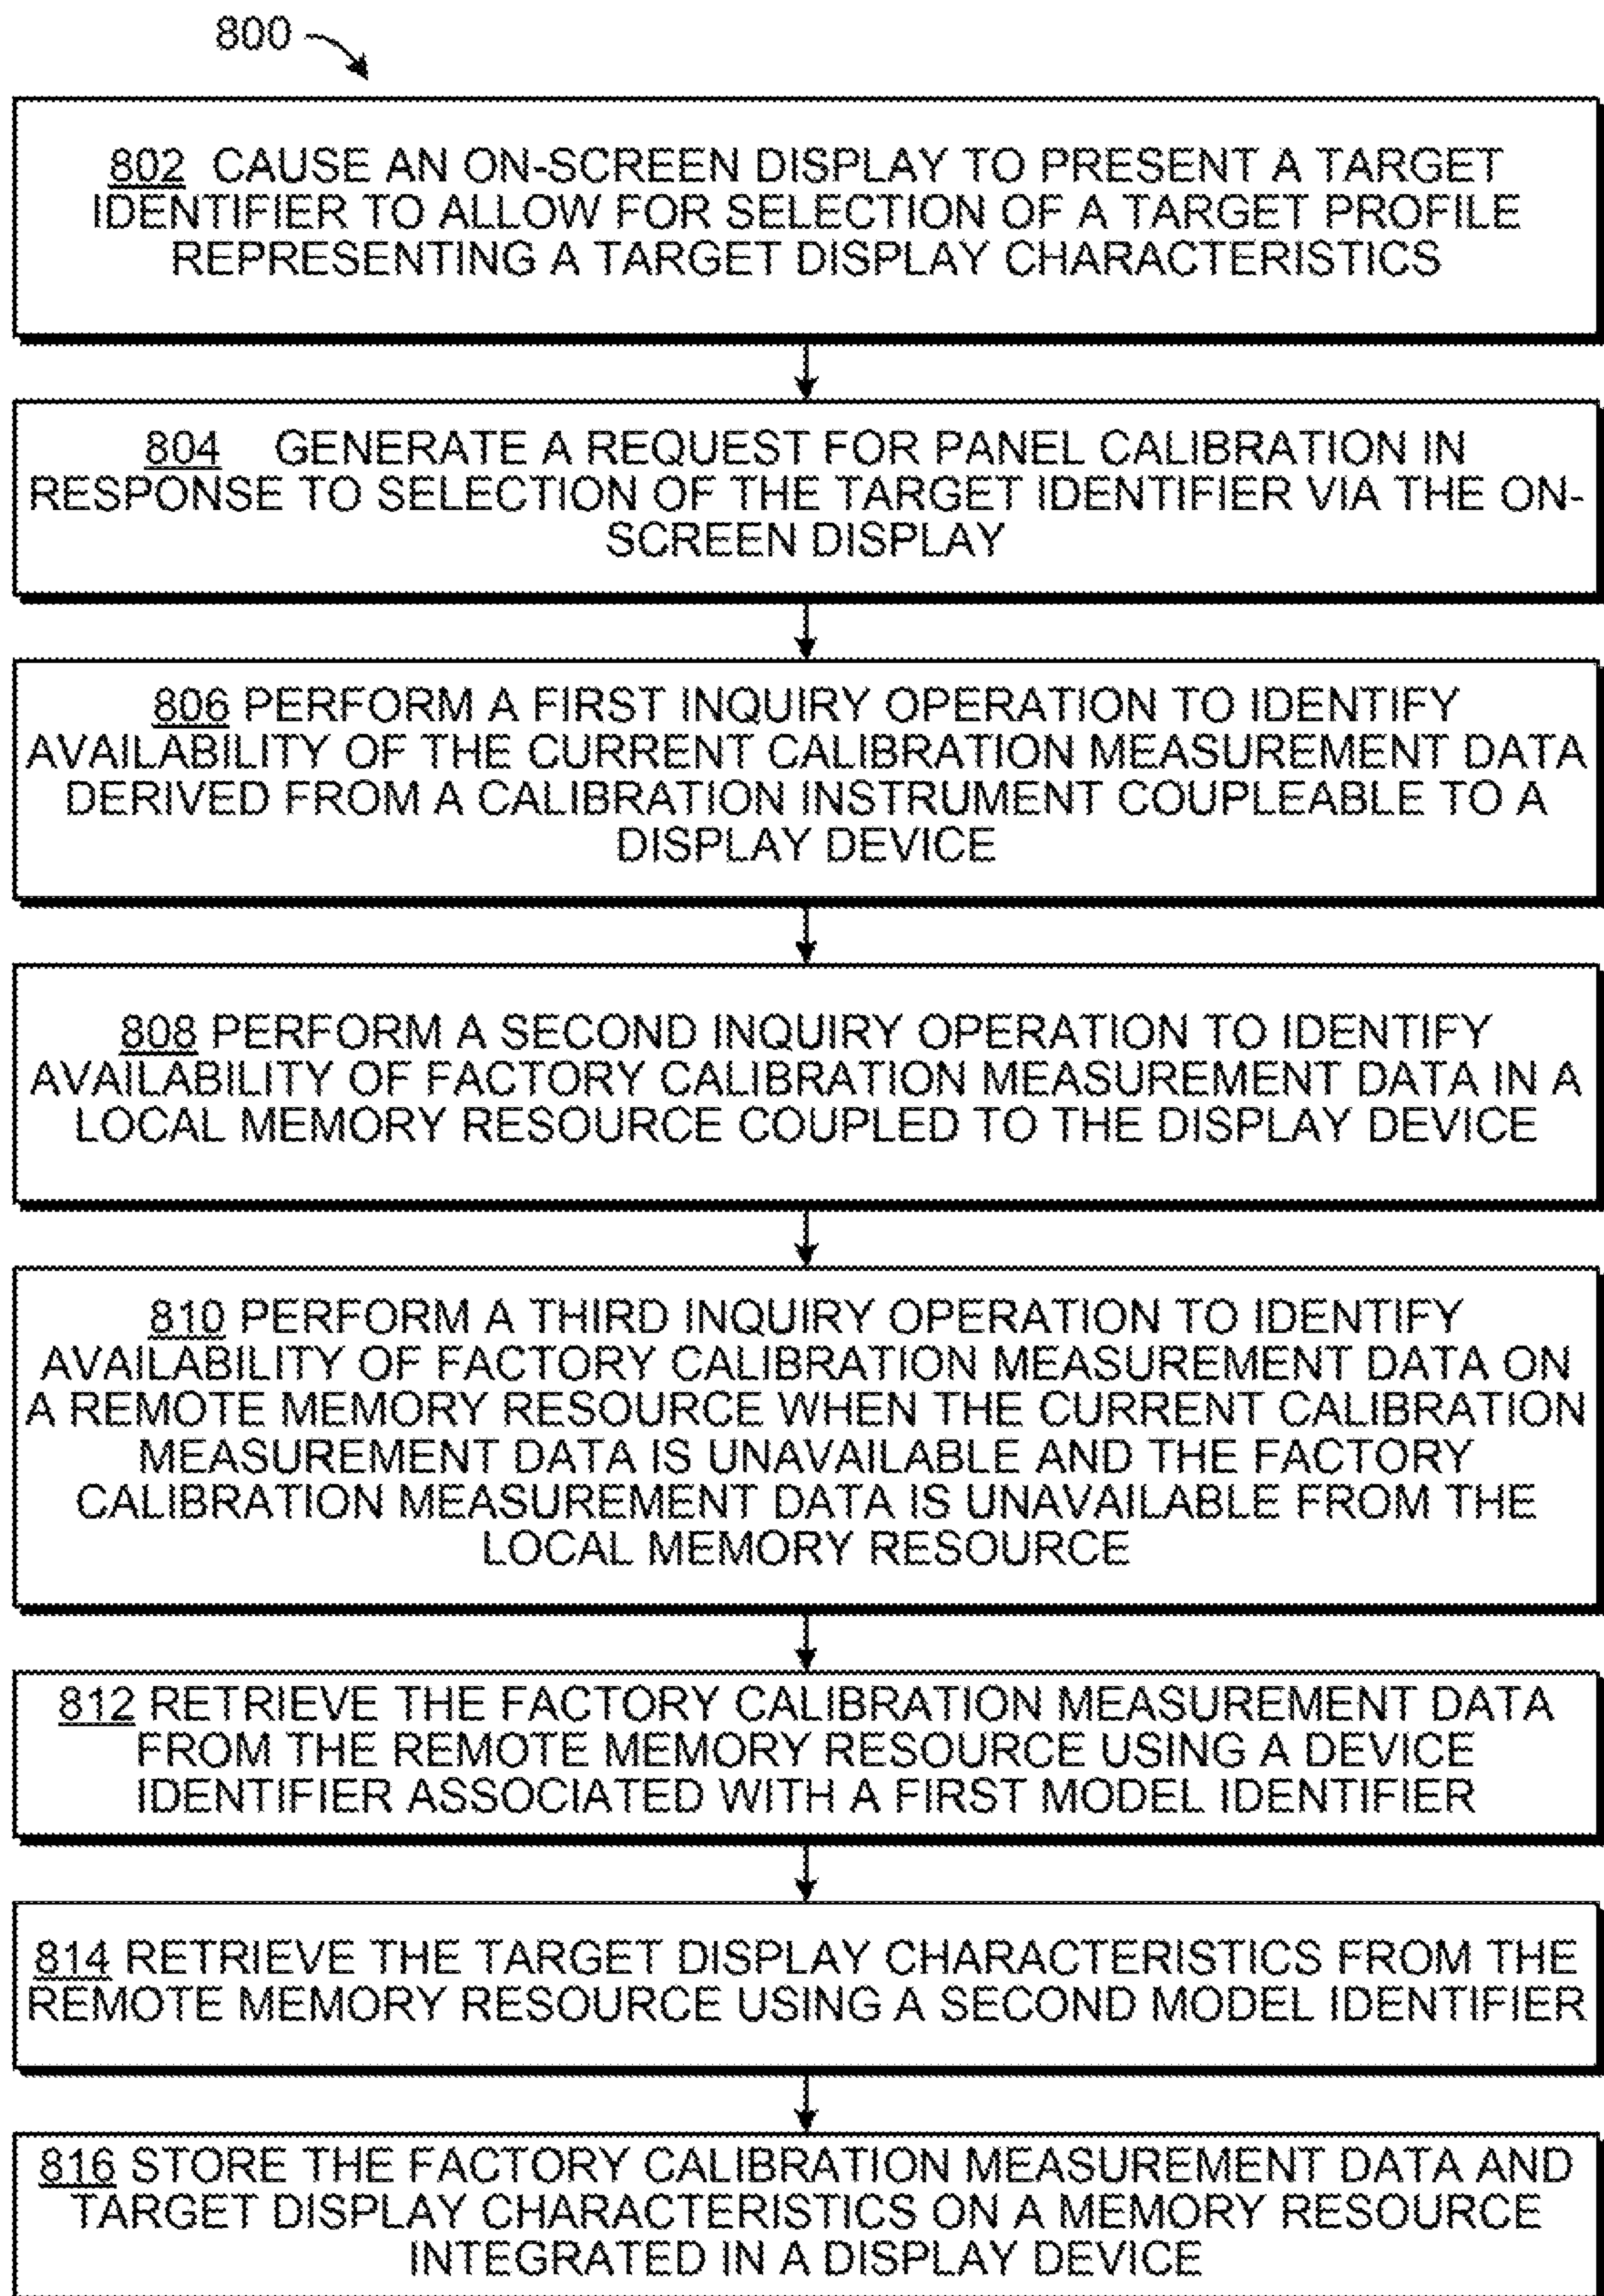 800
802 CAUSE AN ON-SCREEN DISPLAY TO PRESENT A TARGET
IDENTIFIER TO ALLOW FOR SELECTION OF A TARGET PROFILE
REPRESENTING A TARGET DISPLAY CHARACTERISTICS
804 GENERATE A REQUEST FOR PANEL CALIBRATION IN
RESPONSE TO SELECTION OF THE TARGET IDENTIFIER VIA THE ON-
SCREEN DISPLAY
806 PERFORM A FIRST INQUIRY OPERATION TO IDENTIFY
AVAILABILITY OF THE CURRENT CALIBRATION MEASUREMENT DATA
DERIVED FROM A CALIBRATION INSTRUMENT COUPLEABLE TO A
DISPLAY DEVICE
808 PERFORM A SECOND INQUIRY OPERATION TO IDENTIFY
AVAILABILITY OF FACTORY CALIBRATION MEASUREMENT DATA IN A
LOCAL MEMORY RESOURCE COUPLED TO THE DISPLAY DEVICE
810 PERFORM A THIRD INQUIRY OPERATION TO IDENTIFY
AVAILABILITY OF FACTORY CALIBRATION MEASUREMENT DATA ON
A REMOTE MEMORY RESOURCE WHEN THE CURRENT CALIBRATION
MEASUREMENT DATA IS UNAVAILABLE AND THE FACTORY
CALIBRATION MEASUREMENT DATA IS UNAVAILABLE FROM THE
LOCAL MEMORY RESOURCE
812 RETRIEVE THE FACTORY CALIBRATION MEASUREMENT DATA
FROM THE REMOTE MEMORY RESOURCE USING A DEVICE
IDENTIFIER ASSOCIATED WITH A FIRST MODEL IDENTIFIER
814 RETRIEVE THE TARGET DISPLAY CHARACTERISTICS FROM THE
REMOTE MEMORY RESOURCE USING A SECOND MODEL IDENTIFIER
816 STORE THE FACTORY CALIBRATION MEASUREMENT DATA AND
TARGET DISPLAY CHARACTERISTICS ON A MEMORY RESOURCE
INTEGRATED IN A DISPLAY DEVICE